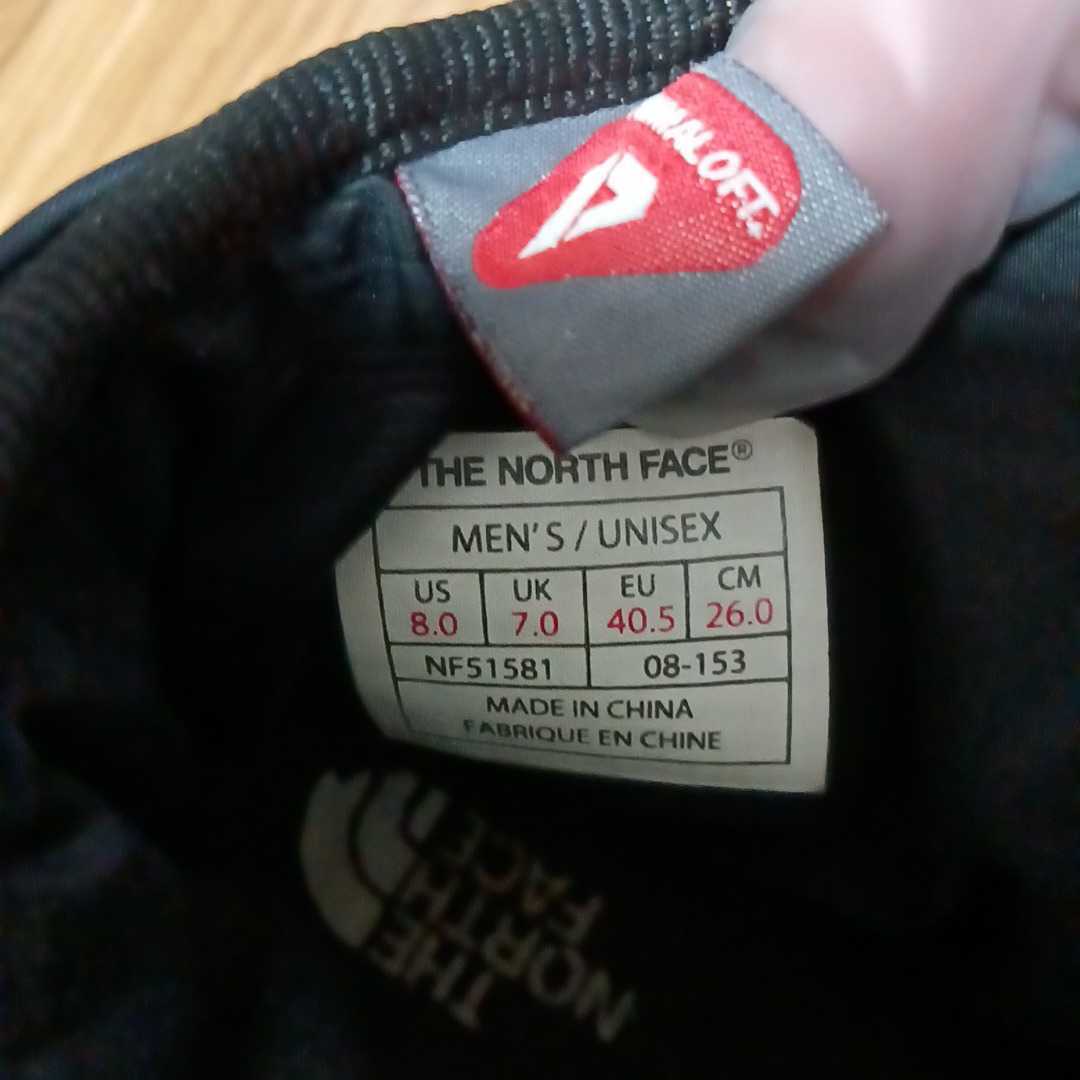 IMALOFT.
THE NORTH FACE®
MEN'S / UNISEX
US UK EU CM
8.0 7.0 40.5 26.0
NF51581 08-153
MADE IN CHINA
FABRIQUE EN CHINE
THE
NORTH
FACE